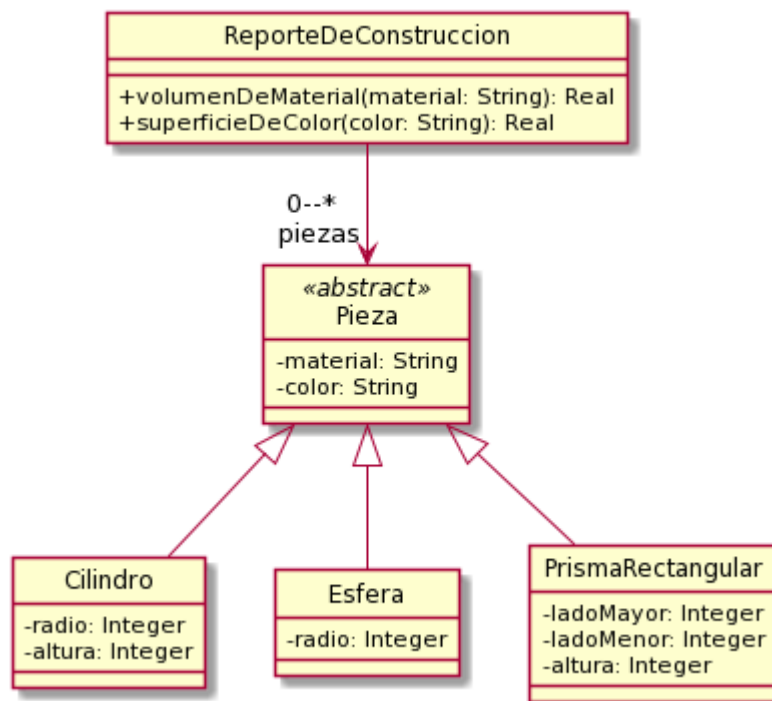 ReporteDeConstruccion
+volumenDeMaterial(material: String): Real
+superficieDeColor(color: String): Real
0--*
piezas
«abstract»
Pieza
-material: String
-color: String
Cilindro
-radio: Integer
-altura: Integer
Esfera
-radio: Integer
PrismaRectangular
-ladoMayor: Integer
-ladoMenor: Integer
-altura: Integer